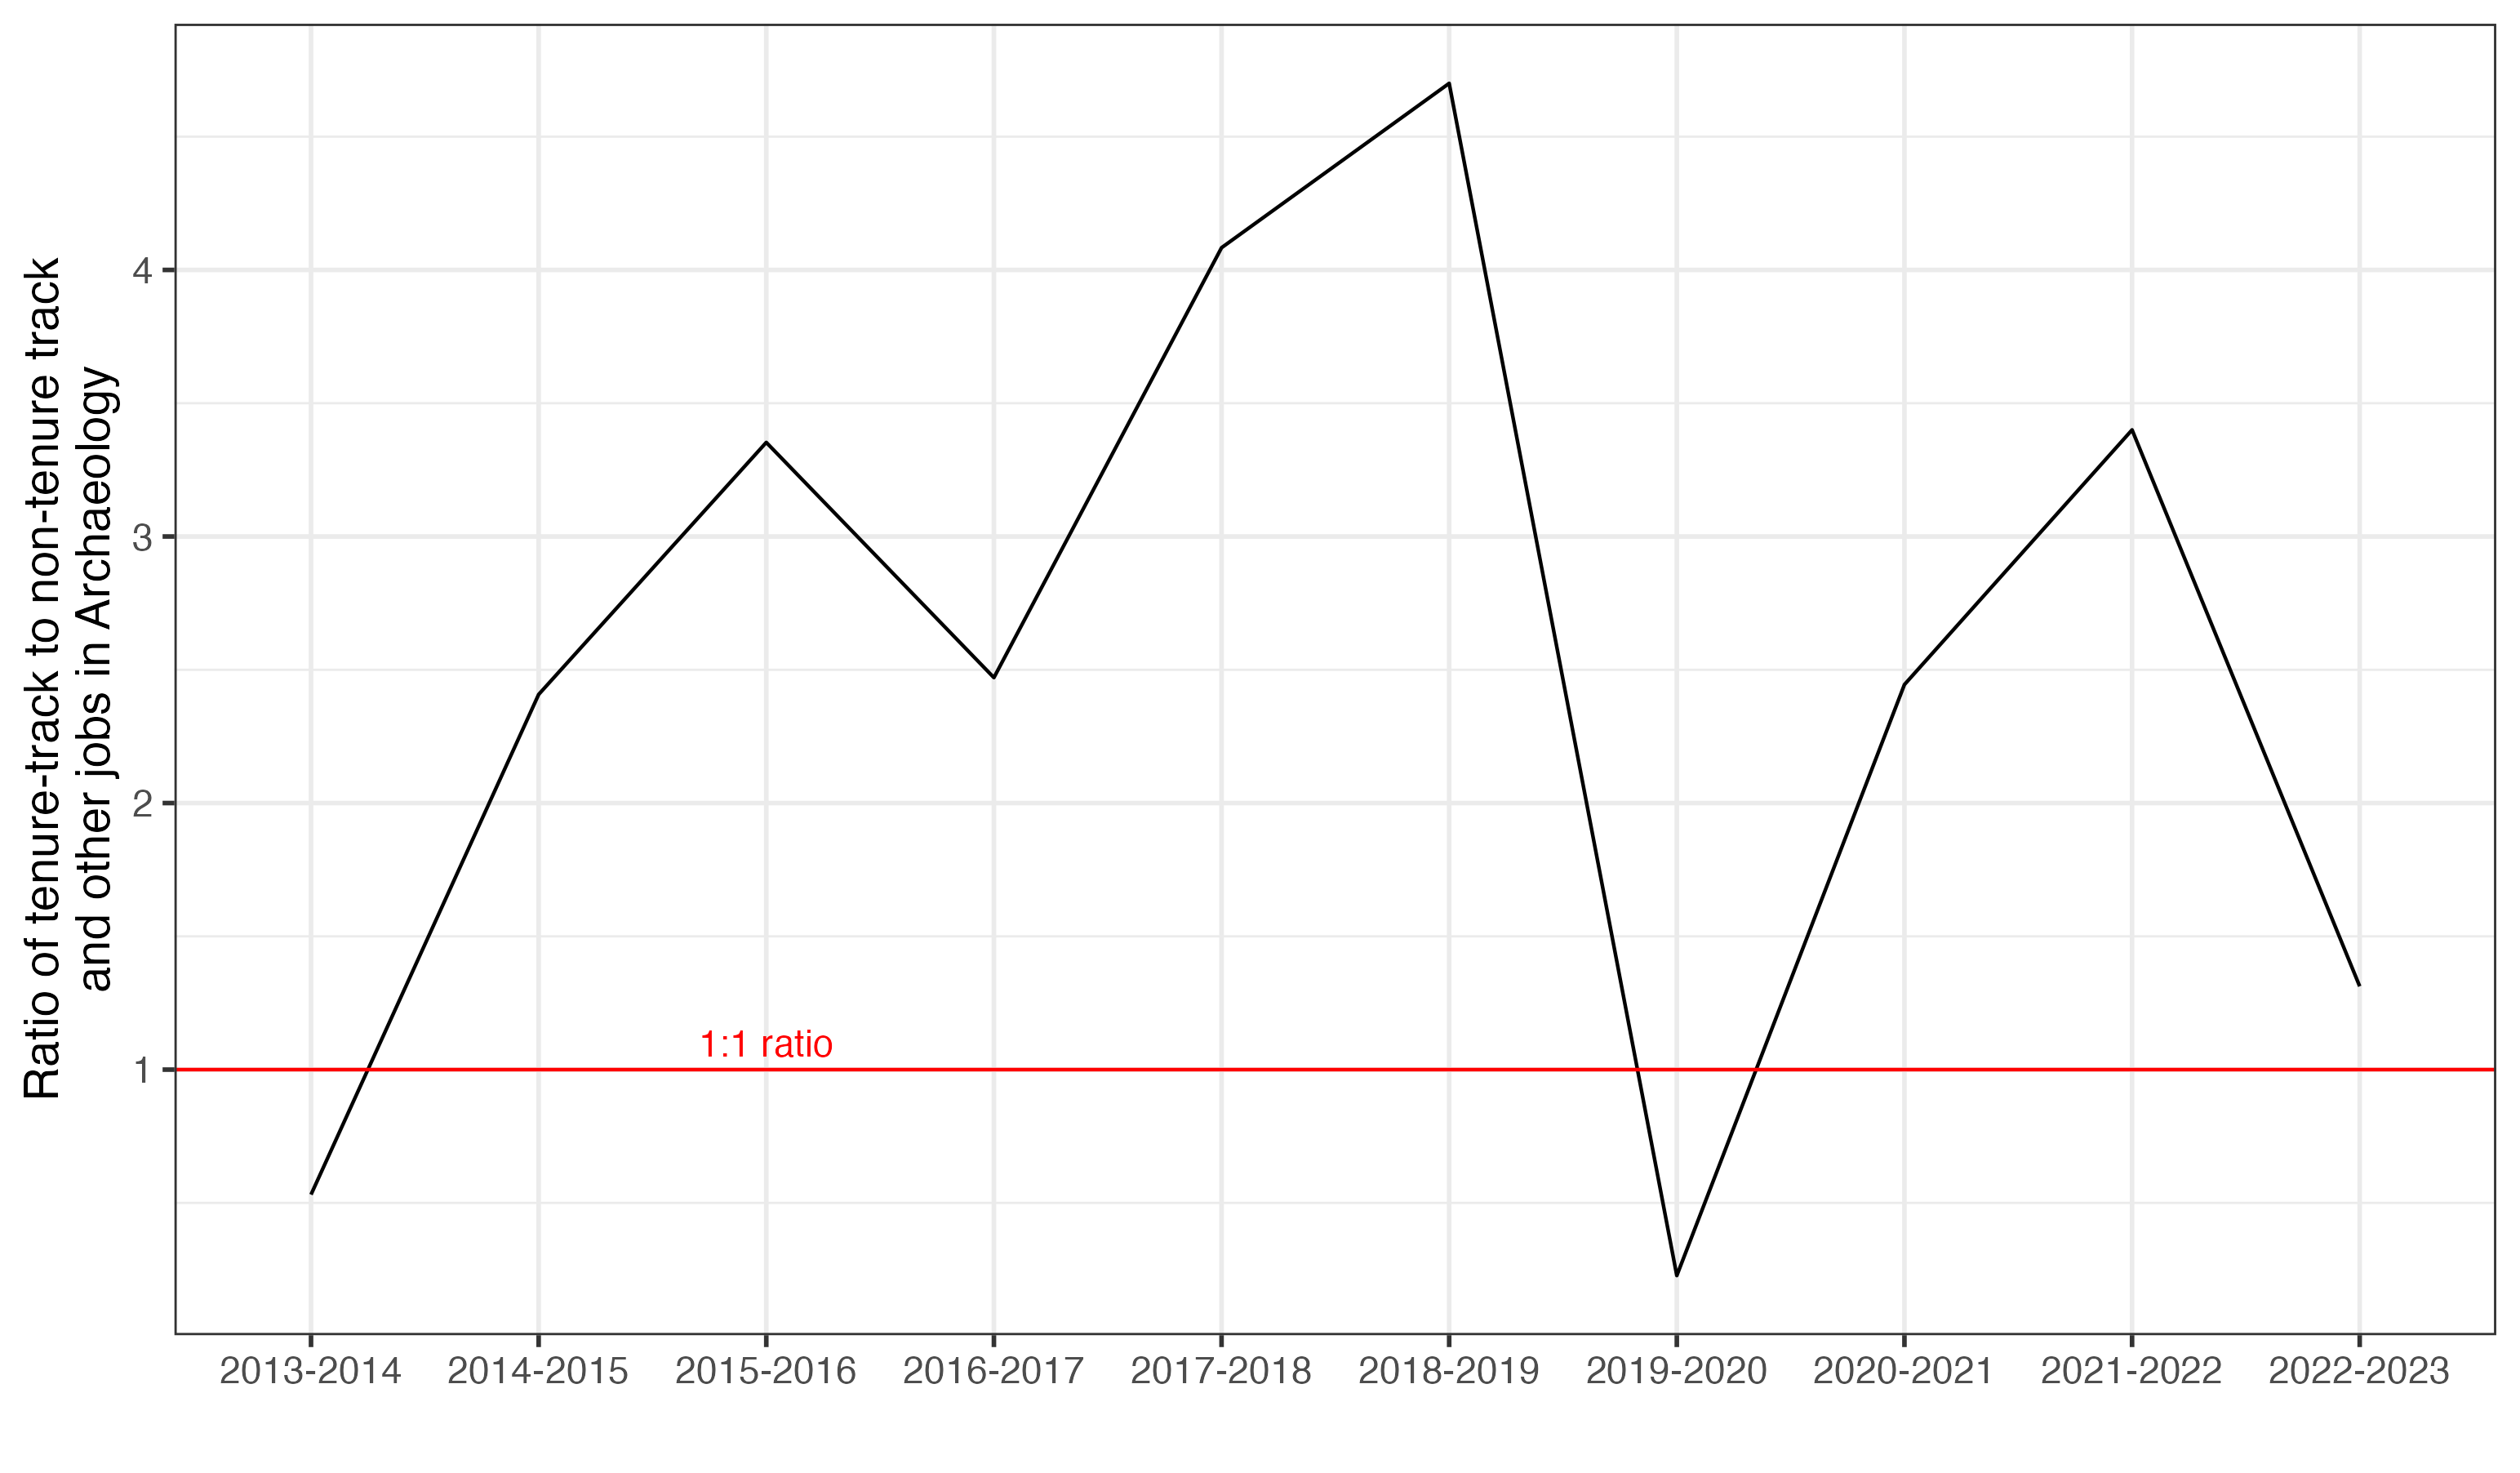 Ratio of tenure-track to non-tenure track
and other jobs in Archaeology
4
3
2
1
1:1 ratio
2013-2014 2014-2015 2015-2016 2016-2017 2017-2018 2018-2019 2019-2020 2020-2021 2021-2022 2022-2023